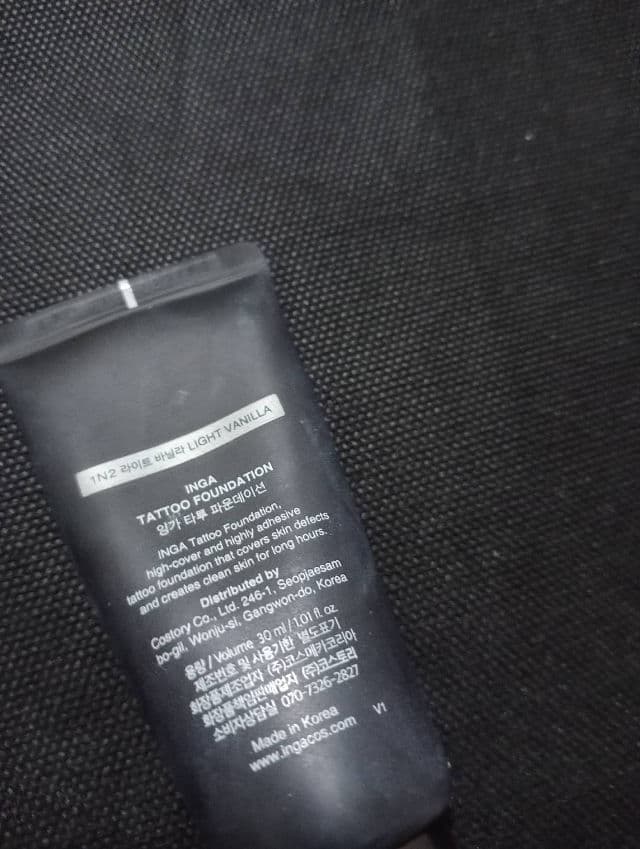 1N2 라이트 바닐라 LIGHT VANILLA
INGA
TATTOO FOUNDATION
잉가 타투 파운데이션
INGA Tattoo Foundation,
high-cover and highly adhesive
tattoo foundation that covers skin defects
and creates clean skin for long hours.
Distributed by
Costory Co., Ltd. 246-1, Seopjaesam
bo-gil, Wonju-si, Gangwon-do, Korea
용량 / Volume 30 ml / 1.01 fl. oz
제조번호 및 사용기한 별도표기
화장품제조업자 (주)코스메카코리아
화장품책임판매업자 (주)코스토리
소비자상담실 070-7326-2827
Made in Korea
www.ingacos.com V1